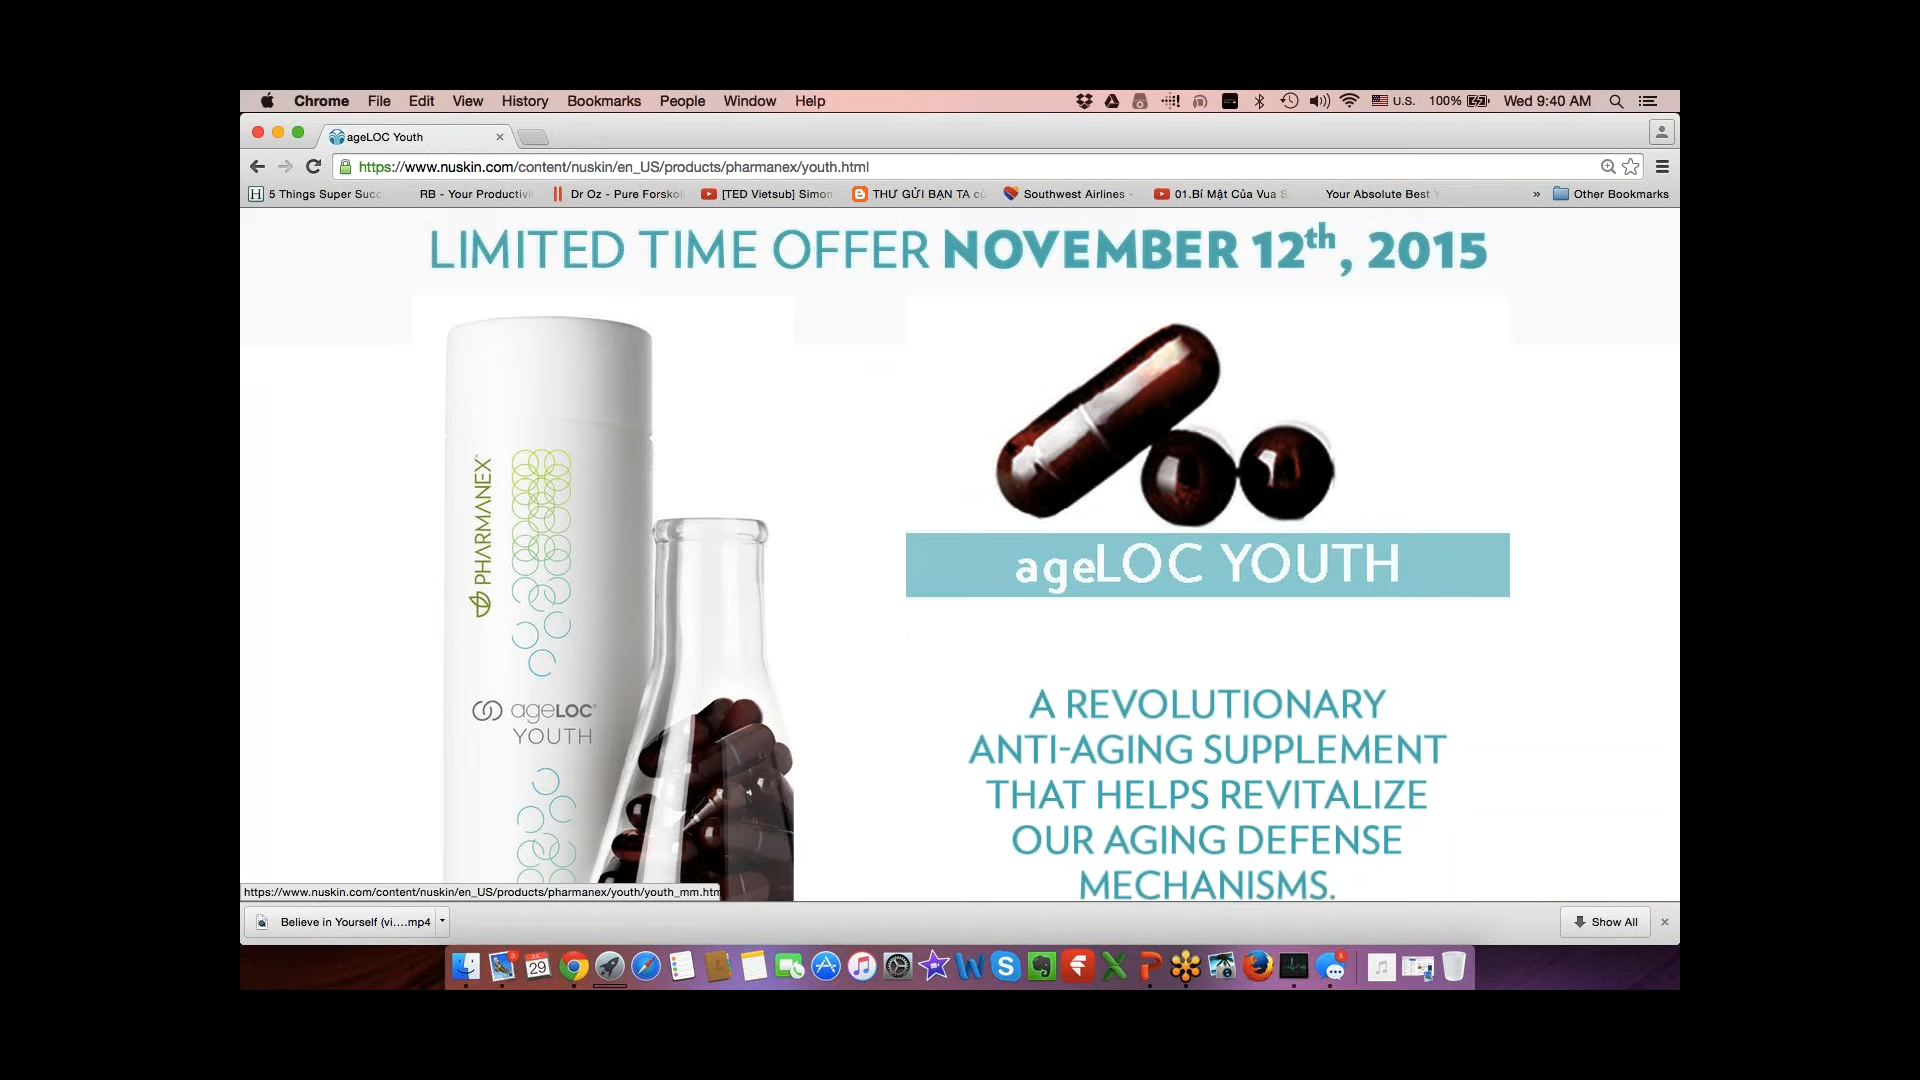 Chrome File Edit View History Bookmarks People Window Help U.S. 100% Wed 9:40 AM
ageLOC Youth
https://www.nuskin.com/content/nuskin/en_US/products/pharmanex/youth.html
5 Things Super Succ RB - Your Productivi Dr Oz - Pure Forskol [TED Vietsub] Simon THƯ GỬI BẠN TA củ Southwest Airlines - 01.Bí Mật Của Vua S Your Absolute Best » Other Bookmarks
LIMITED TIME OFFER NOVEMBER 12th, 2015
PHARMANEX
ageLOC
YOUTH
ageLOC YOUTH
A REVOLUTIONARY
ANTI-AGING SUPPLEMENT
THAT HELPS REVITALIZE
OUR AGING DEFENSE
MECHANISMS.
https://www.nuskin.com/content/nuskin/en_US/products/pharmanex/youth/youth_mm.htm
Believe in Yourself (vi....mp4 Show All
29